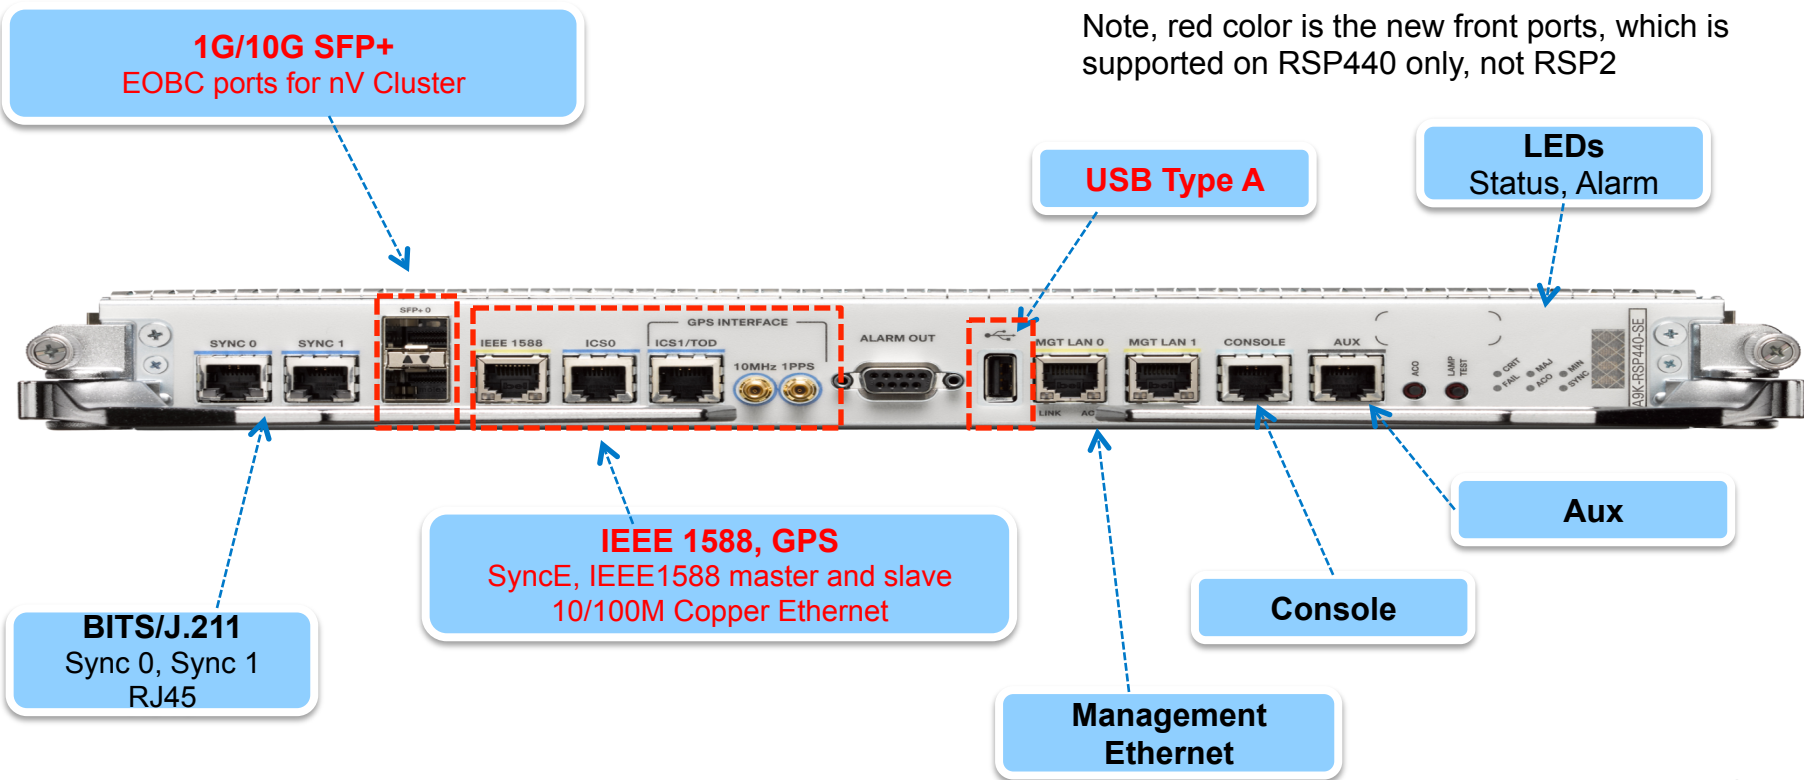 Note, red color is the new front ports, which is
supported on RSP440 only, not RSP2
1G/10G SFP+
EOBC ports for nV Cluster
USB Type A
LEDs
Status, Alarm
SYNC 0
SYNC 1
SFP+ 0
IEEE 1588
ICS0
GPS INTERFACE
ICS1/TOD
10MHz 1PPS
ALARM OUT
MGT LAN 0
MGT LAN 1
CONSOLE
AUX
ACO
LAMP
TEST
CRIT
MAJ
MIN
FAIL
ACO
SYNC
A9K-RSP440-SE
LINK
BITS/J.211
Sync 0, Sync 1
RJ45
IEEE 1588, GPS
SyncE, IEEE1588 master and slave
10/100M Copper Ethernet
Management
Ethernet
Console
Aux